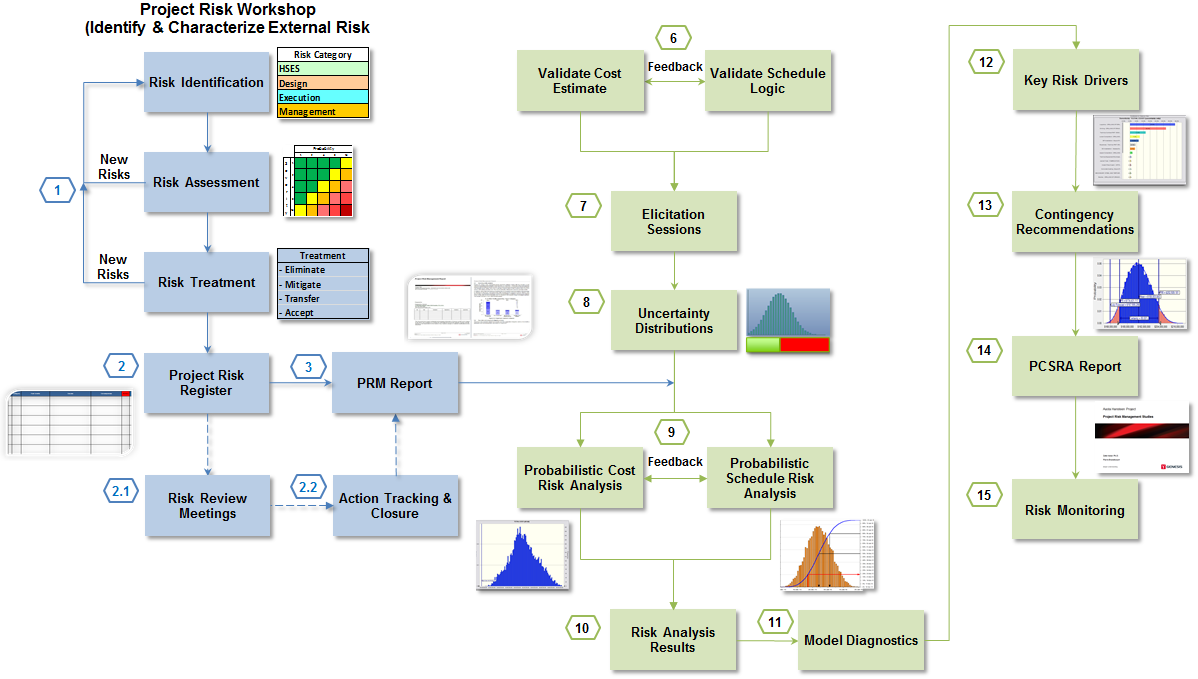 Project Risk Workshop
(Identify & Characterize External Risk
Risk Identification
Risk Category
HSES
Design
Execution
Management
New
Risks
1
Risk Assessment
Probability
New
Risks
Risk Treatment
Treatment
- Eliminate
- Mitigate
- Transfer
- Accept
2
Project Risk
Register
3
PRM Report
2.1
Risk Review
Meetings
2.2
Action Tracking &
Closure
6
Validate Cost
Estimate
Feedback
Validate Schedule
Logic
7
Elicitation
Sessions
8
Uncertainty
Distributions
9
Probabilistic Cost
Risk Analysis
Feedback
Probabilistic
Schedule Risk
Analysis
10
Risk Analysis
Results
11
Model Diagnostics
12
Key Risk Drivers
13
Contingency
Recommendations
14
PCSRA Report
Project Risk Management Studies
15
Risk Monitoring